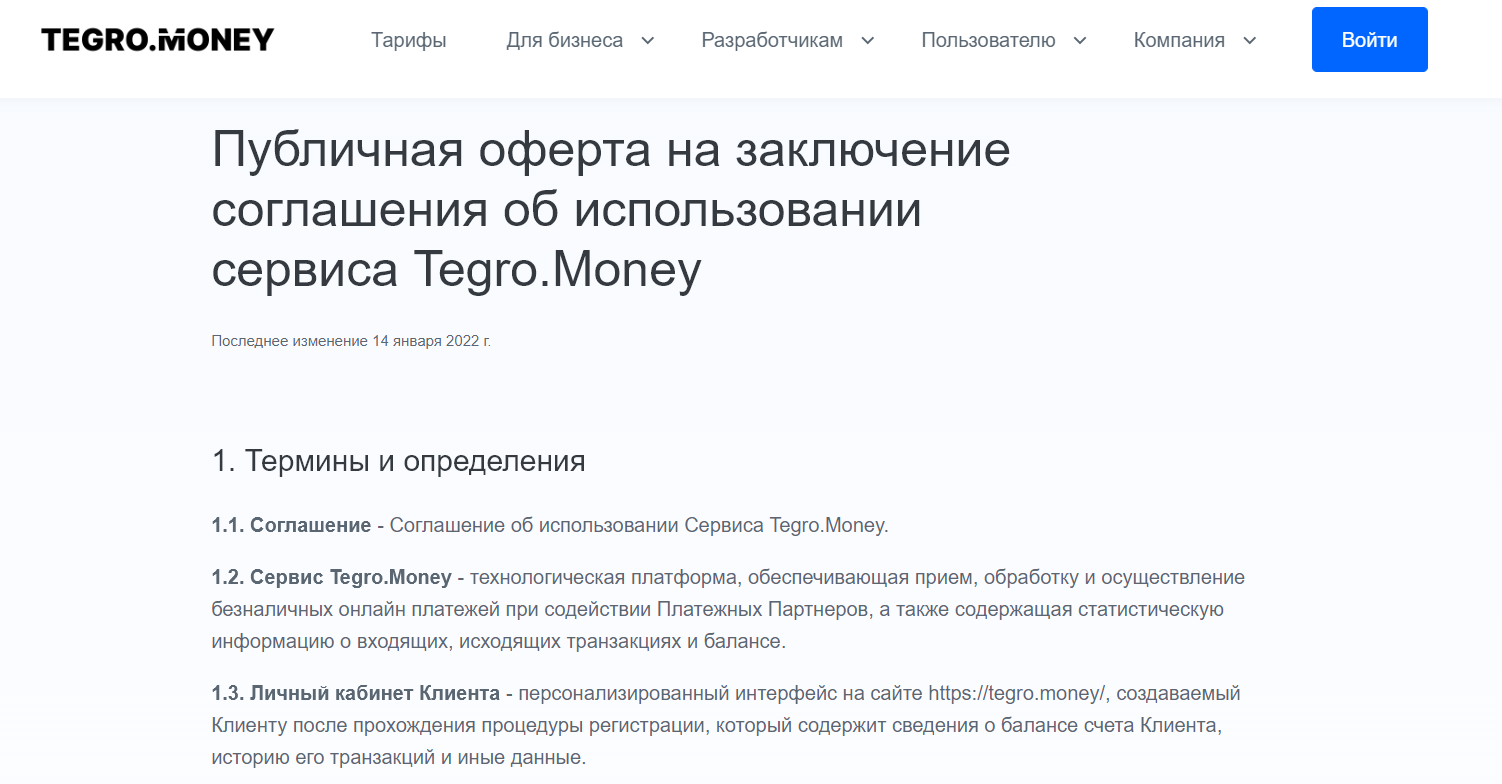 TEGRO.MONEY Тарифы Для бизнеса Разработчикам Пользователю Компания Войти
Публичная оферта на заключение
соглашения об использовании
сервиса Tegro.Money
Последнее изменение 14 января 2022 г.
1. Термины и определения
1.1. Соглашение - Соглашение об использовании Сервиса Tegro.Money.
1.2. Сервис Tegro.Money - технологическая платформа, обеспечивающая прием, обработку и осуществление
безналичных онлайн платежей при содействии Платежных Партнеров, а также содержащая статистическую
информацию о входящих, исходящих транзакциях и балансе.
1.3. Личный кабинет Клиента - персонализированный интерфейс на сайте https://tegro.money/, создаваемый
Клиенту после прохождения процедуры регистрации, который содержит сведения о балансе счета Клиента,
историю его транзакций и иные данные.